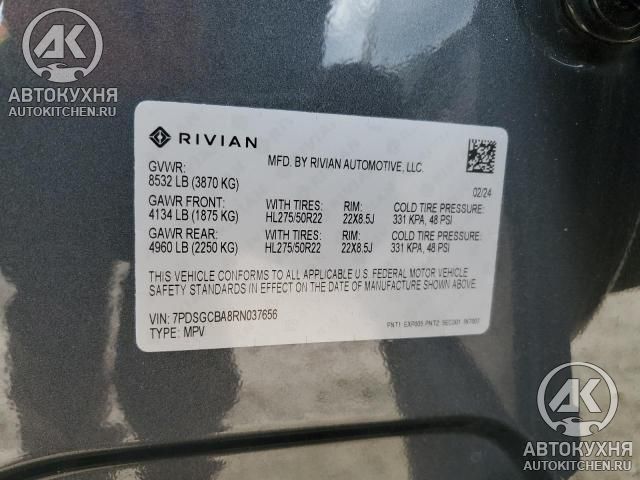 АВТОКУХНЯ
AUTOKITCHEN.RU
RIVIAN
MFD. BY RIVIAN AUTOMOTIVE, LLC.
GVWR:
8532 LB (3870 KG)
02/24
GAWR FRONT: WITH TIRES: RIM: COLD TIRE PRESSURE:
4134 LB (1875 KG) HL275/50R22 22X8.5J 331 KPA, 48 PSI
GAWR REAR: WITH TIRES: RIM: COLD TIRE PRESSURE:
4960 LB (2250 KG) HL275/50R22 22X8.5J 331 KPA, 48 PSI
THIS VEHICLE CONFORMS TO ALL APPLICABLE U.S. FEDERAL MOTOR VEHICLE
SAFETY STANDARDS IN EFFECT ON THE DATE OF MANUFACTURE SHOWN ABOVE.
VIN: 7PDSGCBA8RN037656
TYPE: MPV
PNT1: EXP005 PNT2: SEC001
АВТОКУХНЯ
AUTOKITCHEN.RU